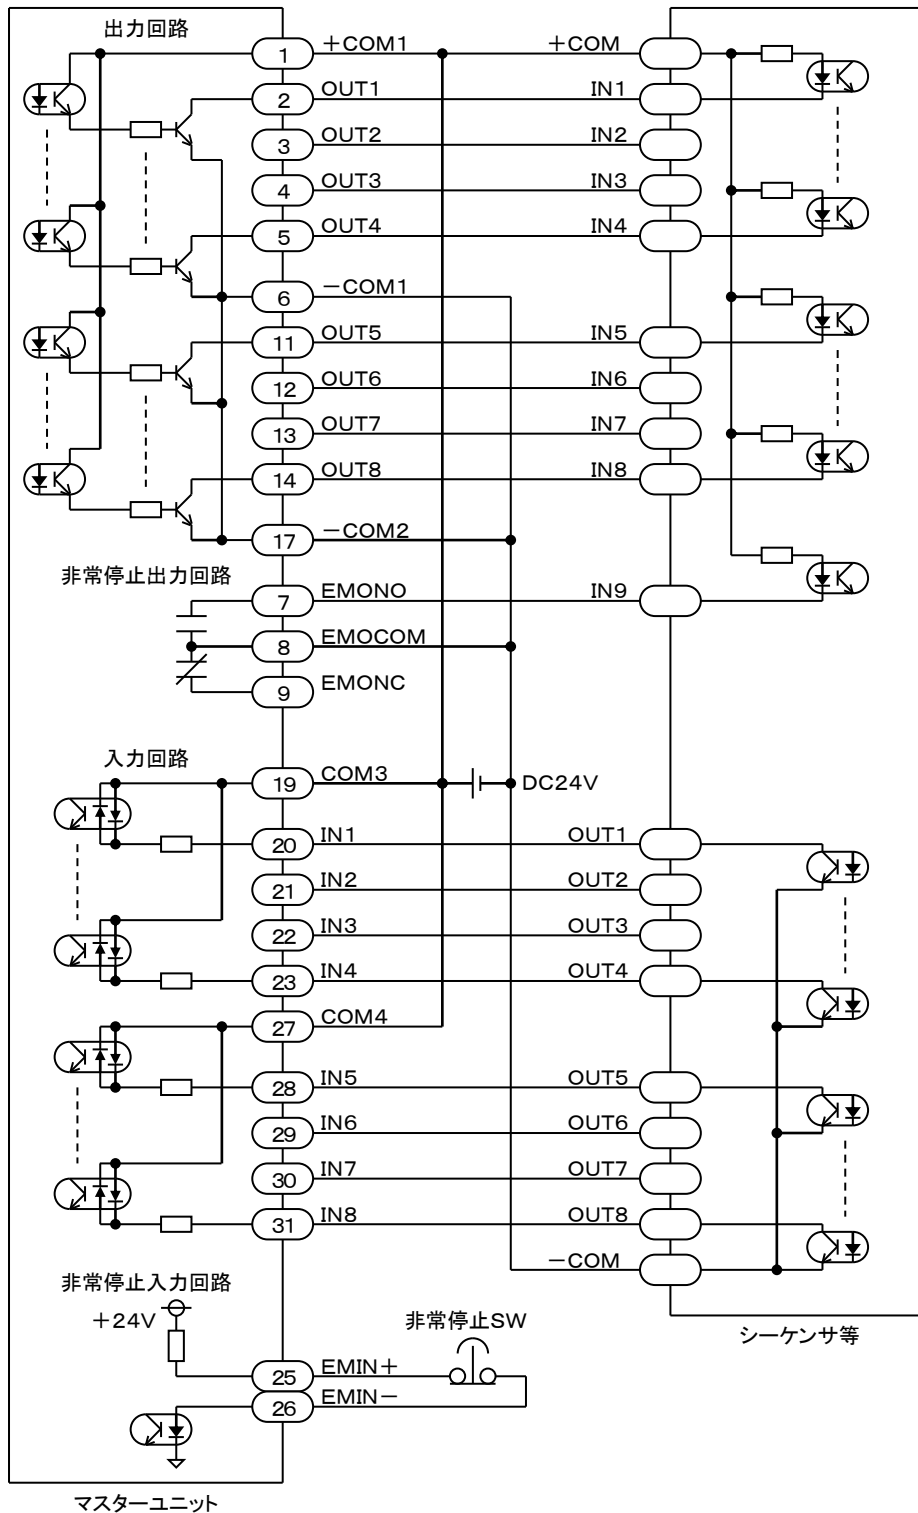 出力回路
1 +COM1 +COM
2 OUT1 IN1
3 OUT2 IN2
4 OUT3 IN3
5 OUT4 IN4
6 -COM1
11 OUT5 IN5
12 OUT6 IN6
13 OUT7 IN7
14 OUT8 IN8
17 -COM2
非常停止出力回路
7 EMONO IN9
8 EMOCOM
9 EMONC
入力回路
19 COM3 DC24V
20 IN1 OUT1
21 IN2 OUT2
22 IN3 OUT3
23 IN4 OUT4
27 COM4
28 IN5 OUT5
29 IN6 OUT6
30 IN7 OUT7
31 IN8 OUT8
-COM
非常停止入力回路
+24V
非常停止SW
シーケンサ等
25 EMIN+
26 EMIN-
マスターユニット